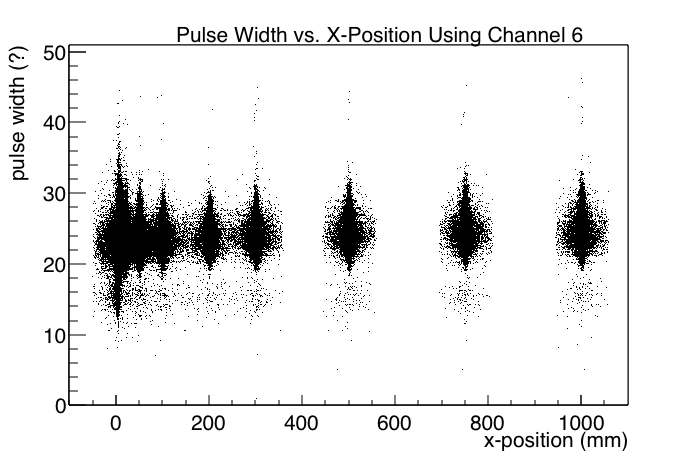 Pulse Width vs. X-Position Using Channel 6
pulse width (?)
50
40
30
20
10
0
0 200 400 600 800 1000
x-position (mm)